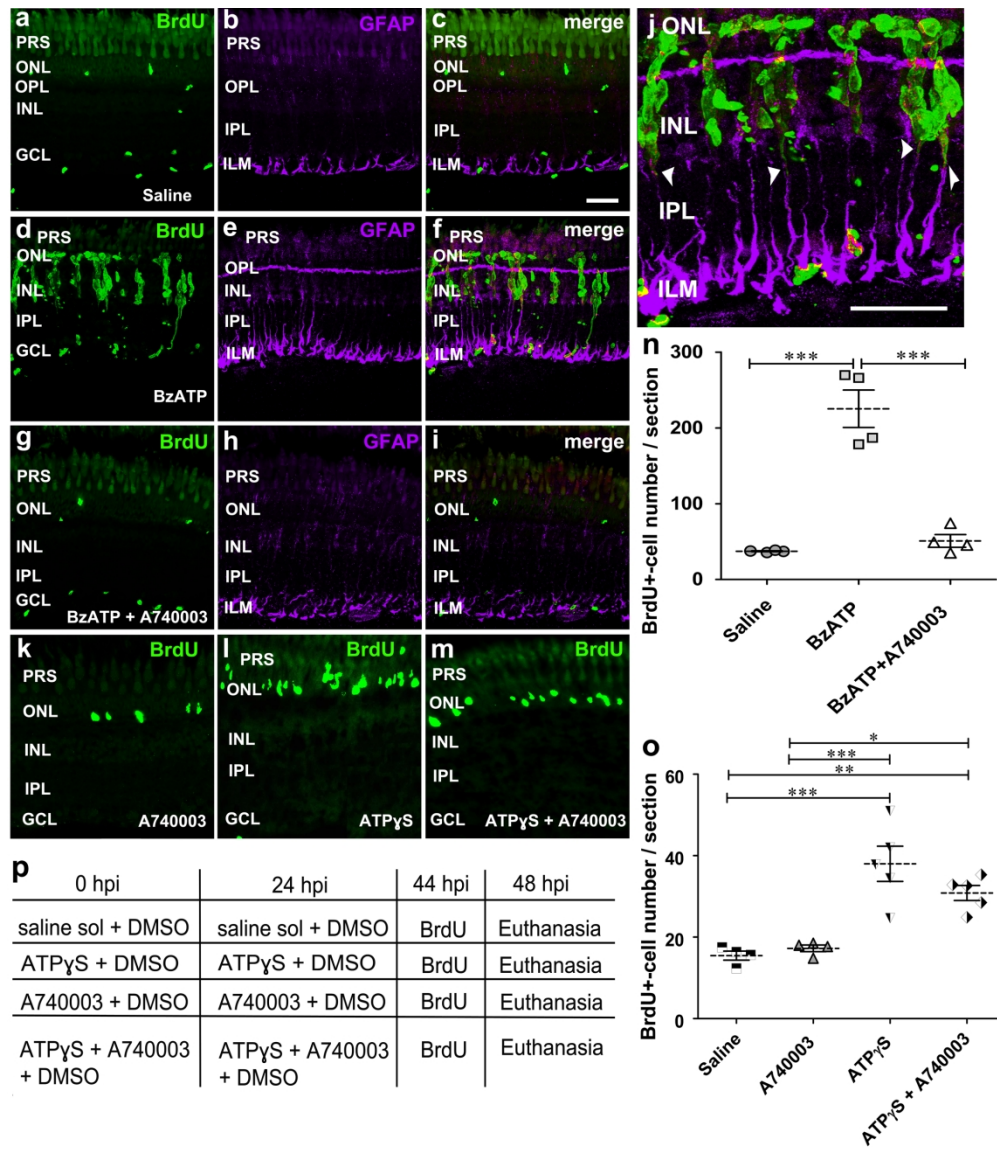 a BrdU
PRS
ONL
OPL
INL
GCL
Saline
b GFAP
PRS
OPL
IPL
ILM
c merge
PRS
ONL
OPL
IPL
ILM
d BrdU
PRS
ONL
INL
IPL
GCL
BzATP
e GFAP
PRS
OPL
INL
IPL
ILM
f merge
PRS
ONL
INL
IPL
ILM
g BrdU
PRS
ONL
INL
IPL
GCL
BzATP + A740003
h GFAP
PRS
ONL
INL
IPL
ILM
i merge
PRS
ONL
INL
IPL
ILM
j ONL
INL
IPL
ILM
k BrdU
PRS
ONL
INL
IPL
GCL
A740003
l BrdU
PRS
ONL
INL
IPL
GCL
ATPγS
m BrdU
PRS
ONL
INL
IPL
GCL ATPγS + A740003
n
BrdU+-cell number / section
300
200
100
0
*** ***
Saline
BzATP
BzATP+A740003
o
BrdU+-cell number / section
60
40
20
0
*
***
**
***
Saline
A740003
ATPγS
ATPγS + A740003
p
0 hpi 24 hpi 44 hpi 48 hpi
saline sol + DMSO saline sol + DMSO BrdU Euthanasia
ATPγS + DMSO ATPγS + DMSO BrdU Euthanasia
A740003 + DMSO A740003 + DMSO BrdU Euthanasia
ATPγS + A740003 ATPγS + A740003 BrdU Euthanasia
+ DMSO + DMSO